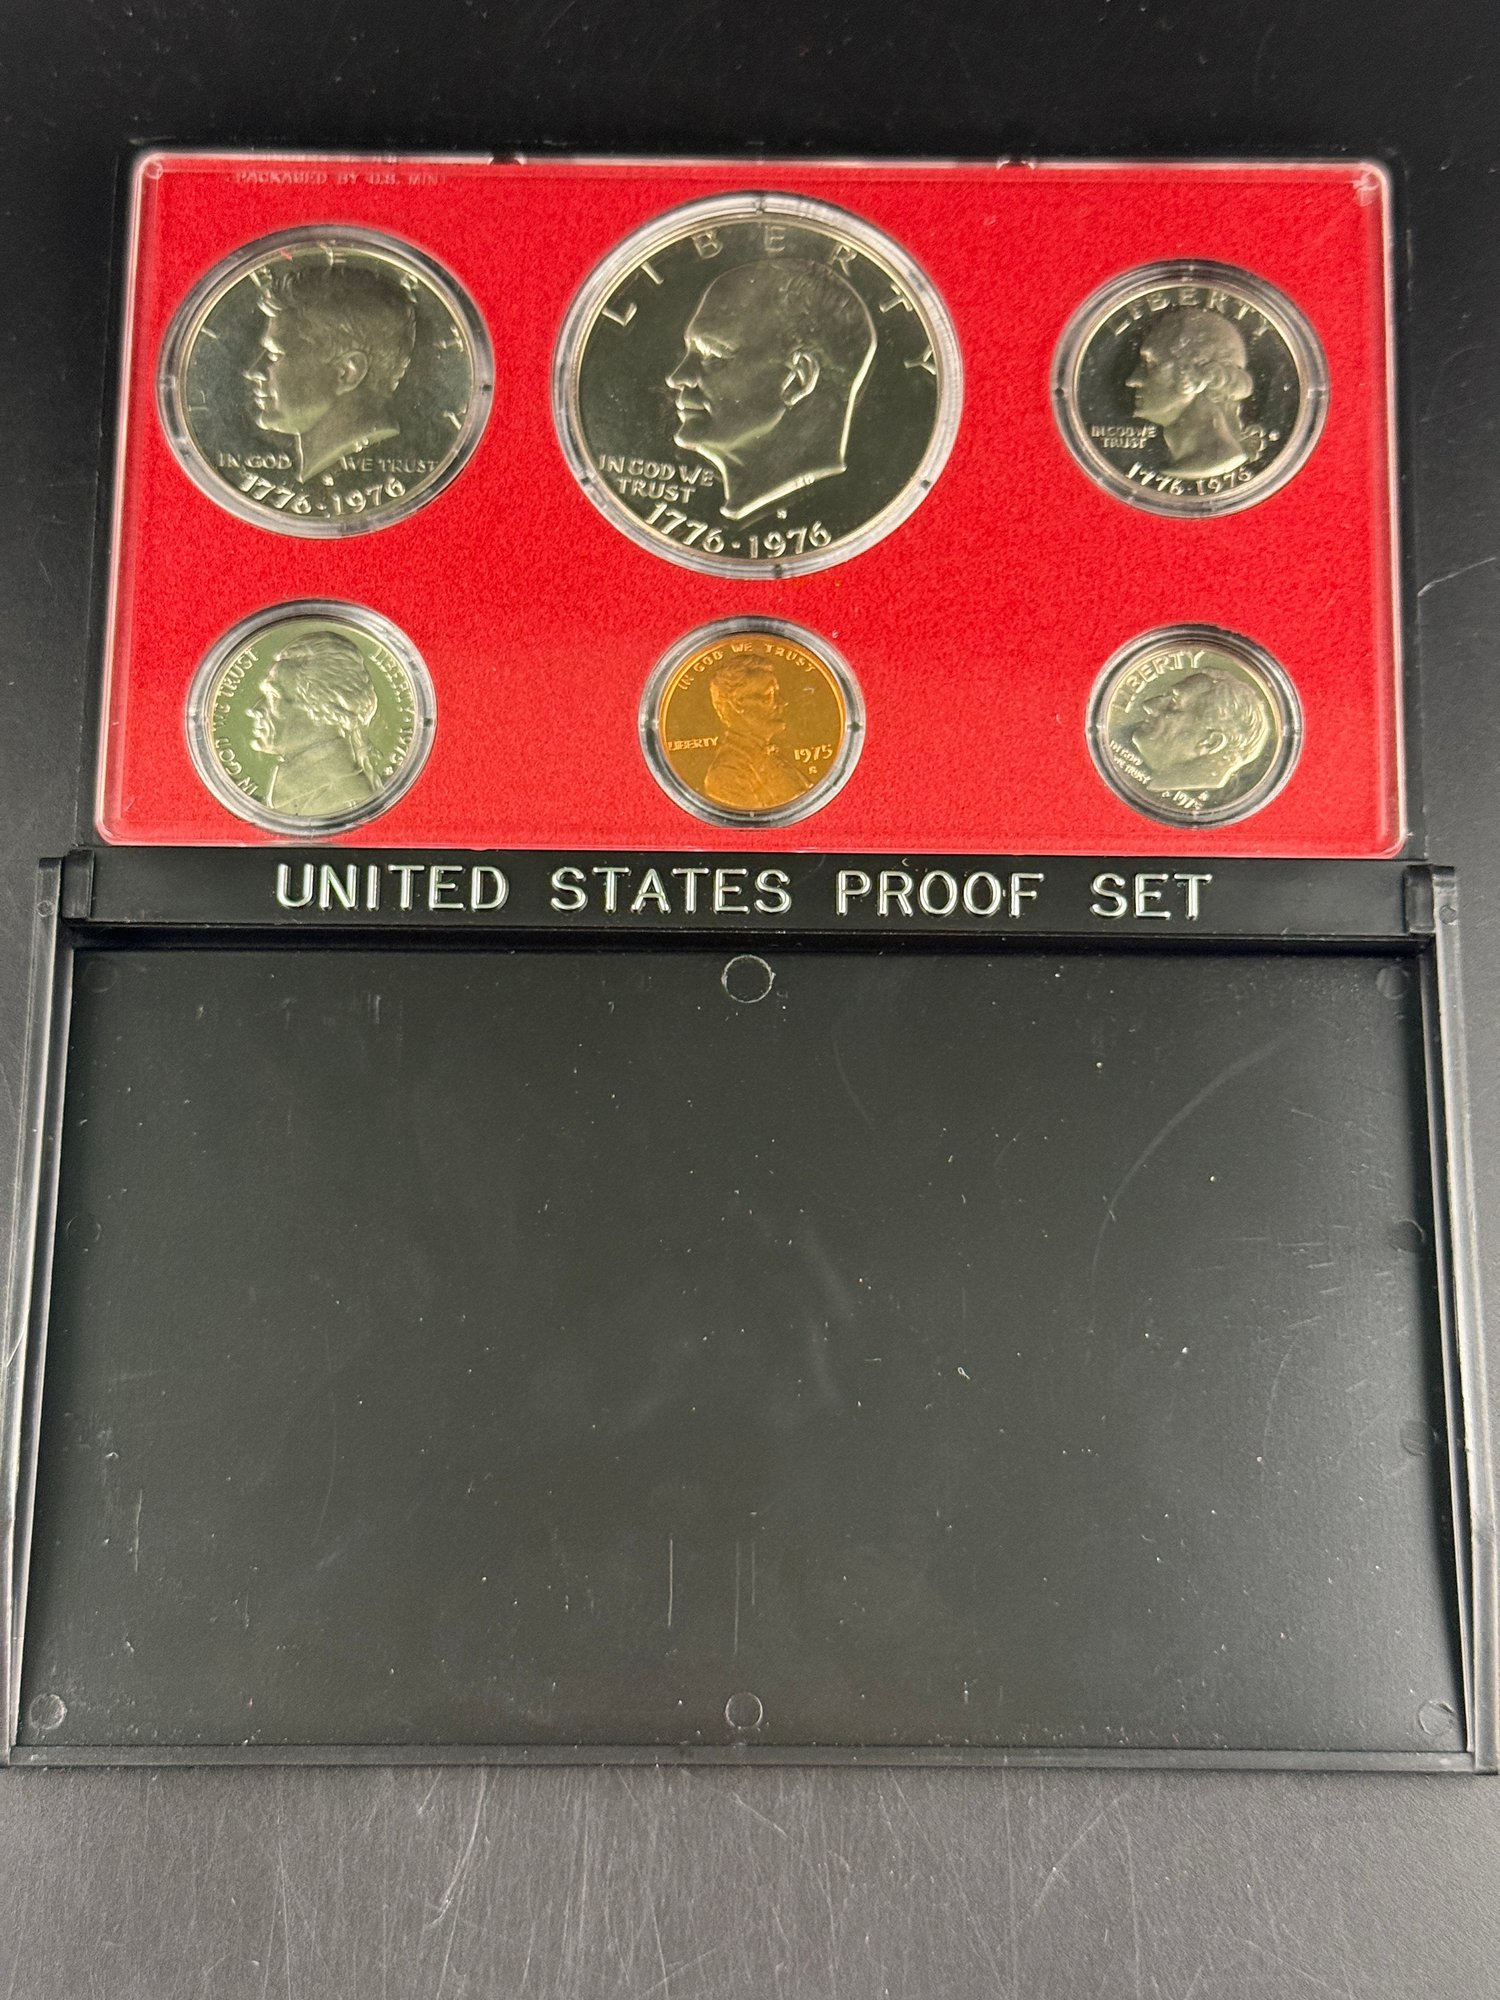 PACKAGED BY U.S. MINT
LIBERTY
IN GOD WE TRUST
1776·1976
LIBERTY
IN GOD WE
TRUST
1776·1976
LIBERTY
IN GOD WE
TRUST
1776·1976
IN GOD WE TRUST
LIBERTY 1975
IN GOD WE TRUST
LIBERTY
1975
S
LIBERTY
IN GOD
WE TRUST
1975
UNITED STATES PROOF SET